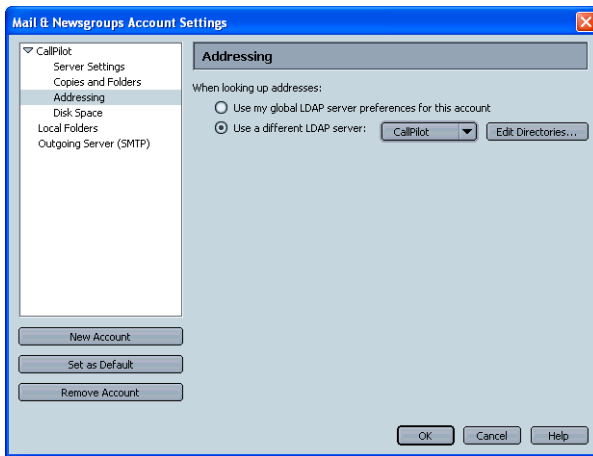 Mail & Newsgroups Account Settings
CallPilot
Server Settings
Copies and Folders
Addressing
Disk Space
Local Folders
Outgoing Server (SMTP)
New Account
Set as Default
Remove Account
Addressing
When looking up addresses:
Use my global LDAP server preferences for this account
Use a different LDAP server: CallPilot Edit Directories...
OK Cancel Help